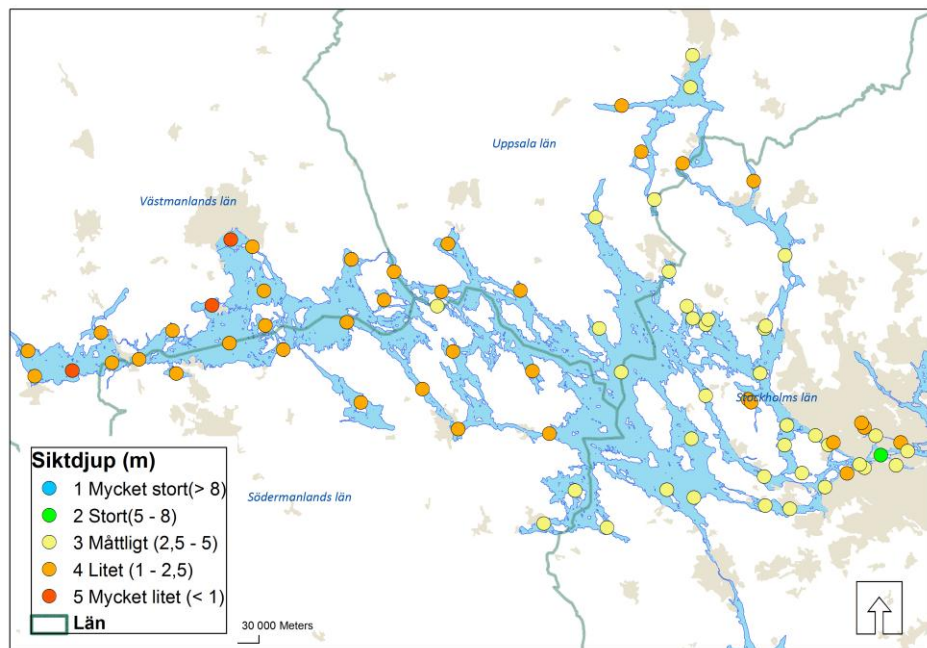 Uppsala län
Västmanlands län
Stockholms län
Södermanlands län
Siktdjup (m)
1 Mycket stort(> 8)
2 Stort(5 - 8)
3 Måttligt (2,5 - 5)
4 Litet (1 - 2,5)
5 Mycket litet (< 1)
Län
30 000 Meters